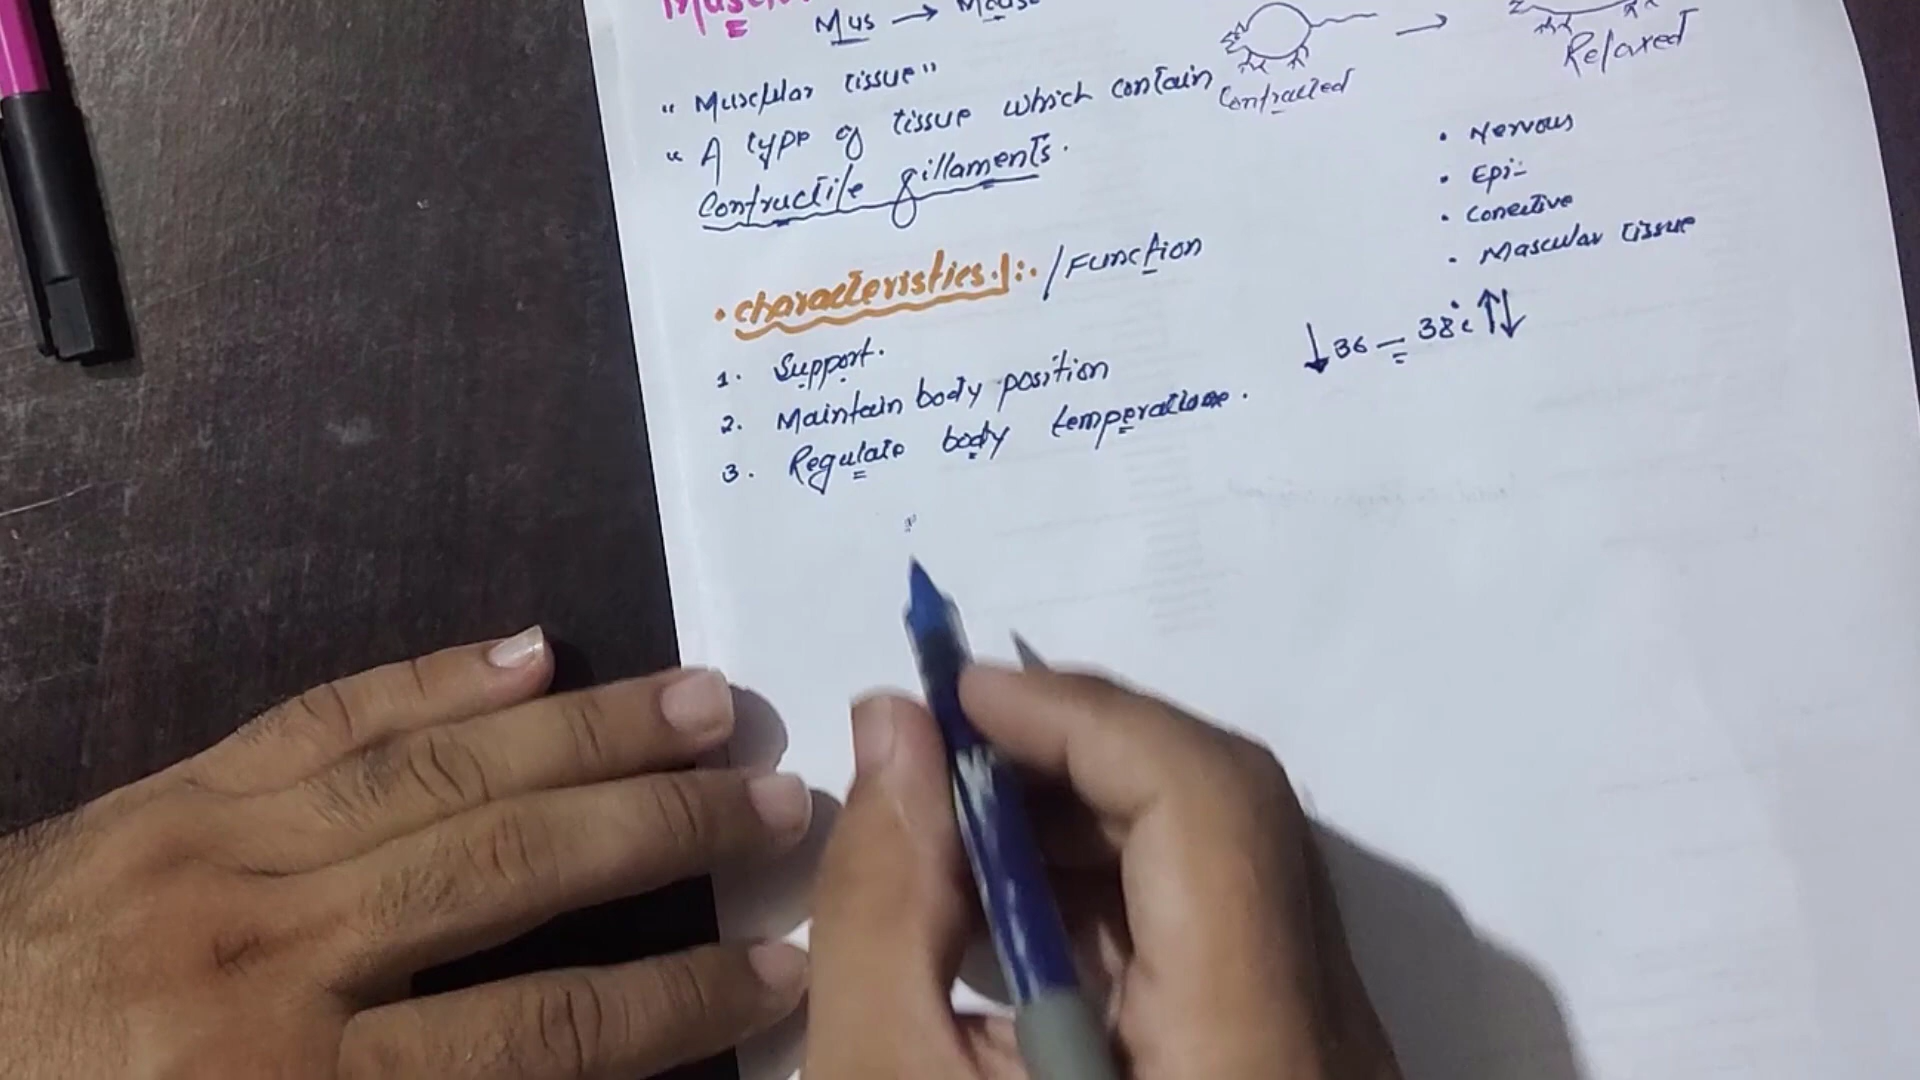 Mus → Mouse
Contracted → Relaxed
"Muscular tissue"
" A type of tissue which contain
contractile fillaments.
• Nervous
• Epi-
• Conective
• Mascular tissue
• characteristics :. / Function
1. Support.
2. Maintain body position
3. Regulate body temperature.
↓36 – 38°c ↑↓